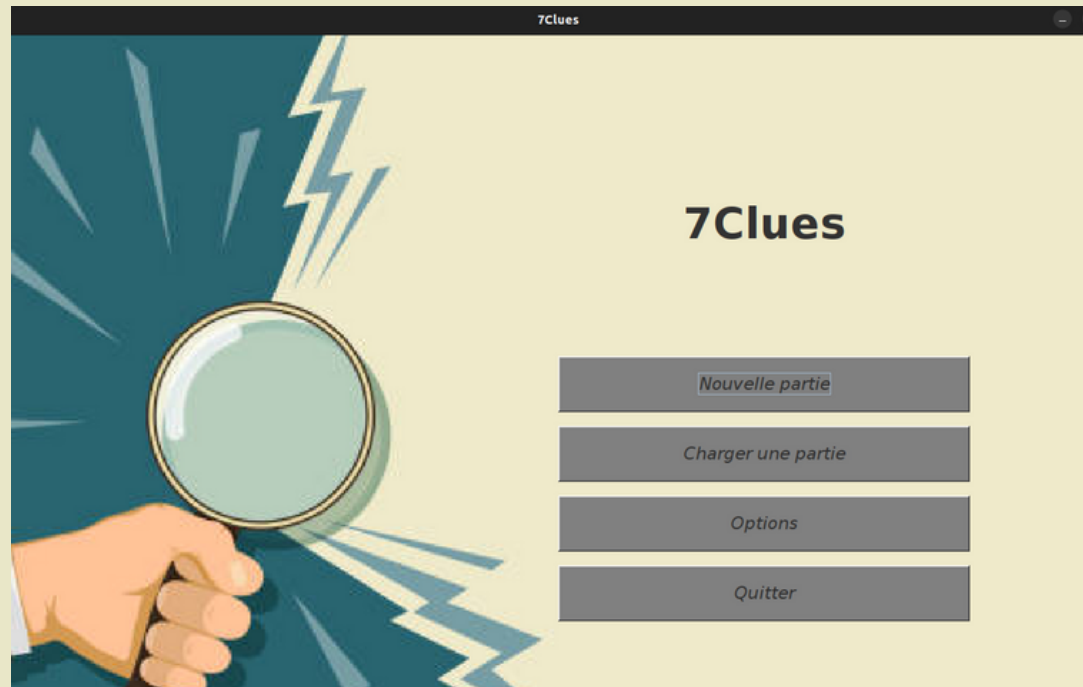 7Clues
7Clues
Nouvelle partie
Charger une partie
Options
Quitter